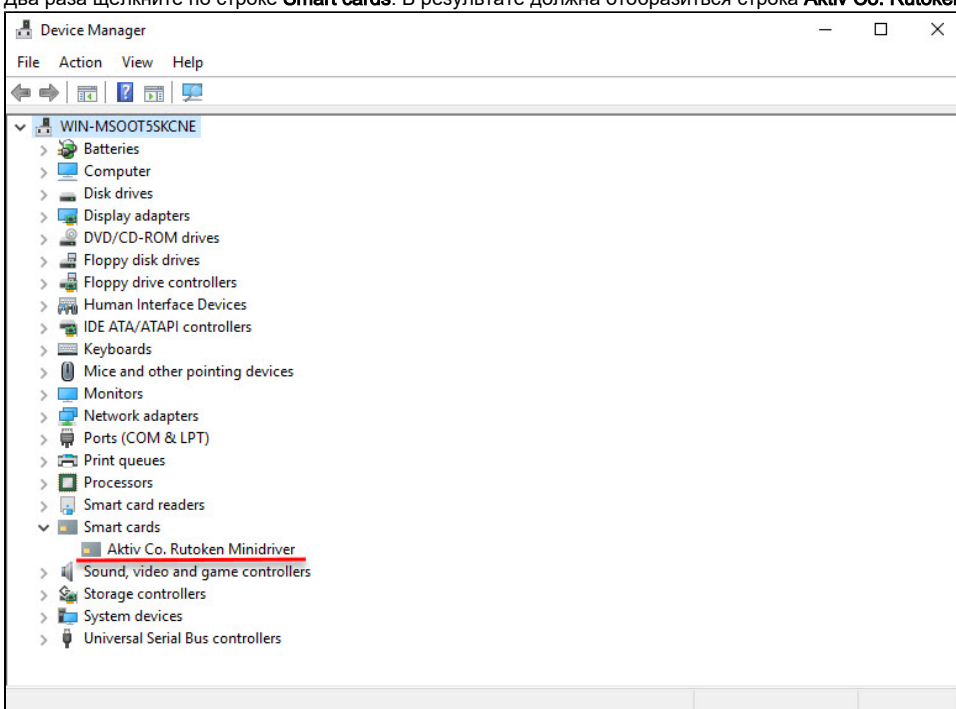 Два раза щелкните по строке Smart cards. В результате должна отобразиться строка Aktiv Co. Rutoken
Device Manager
File Action View Help
WIN-MSOOT5SKCNE
Batteries
Computer
Disk drives
Display adapters
DVD/CD-ROM drives
Floppy disk drives
Floppy drive controllers
Human Interface Devices
IDE ATA/ATAPI controllers
Keyboards
Mice and other pointing devices
Monitors
Network adapters
Ports (COM & LPT)
Print queues
Processors
Smart card readers
Smart cards
Aktiv Co. Rutoken Minidriver
Sound, video and game controllers
Storage controllers
System devices
Universal Serial Bus controllers